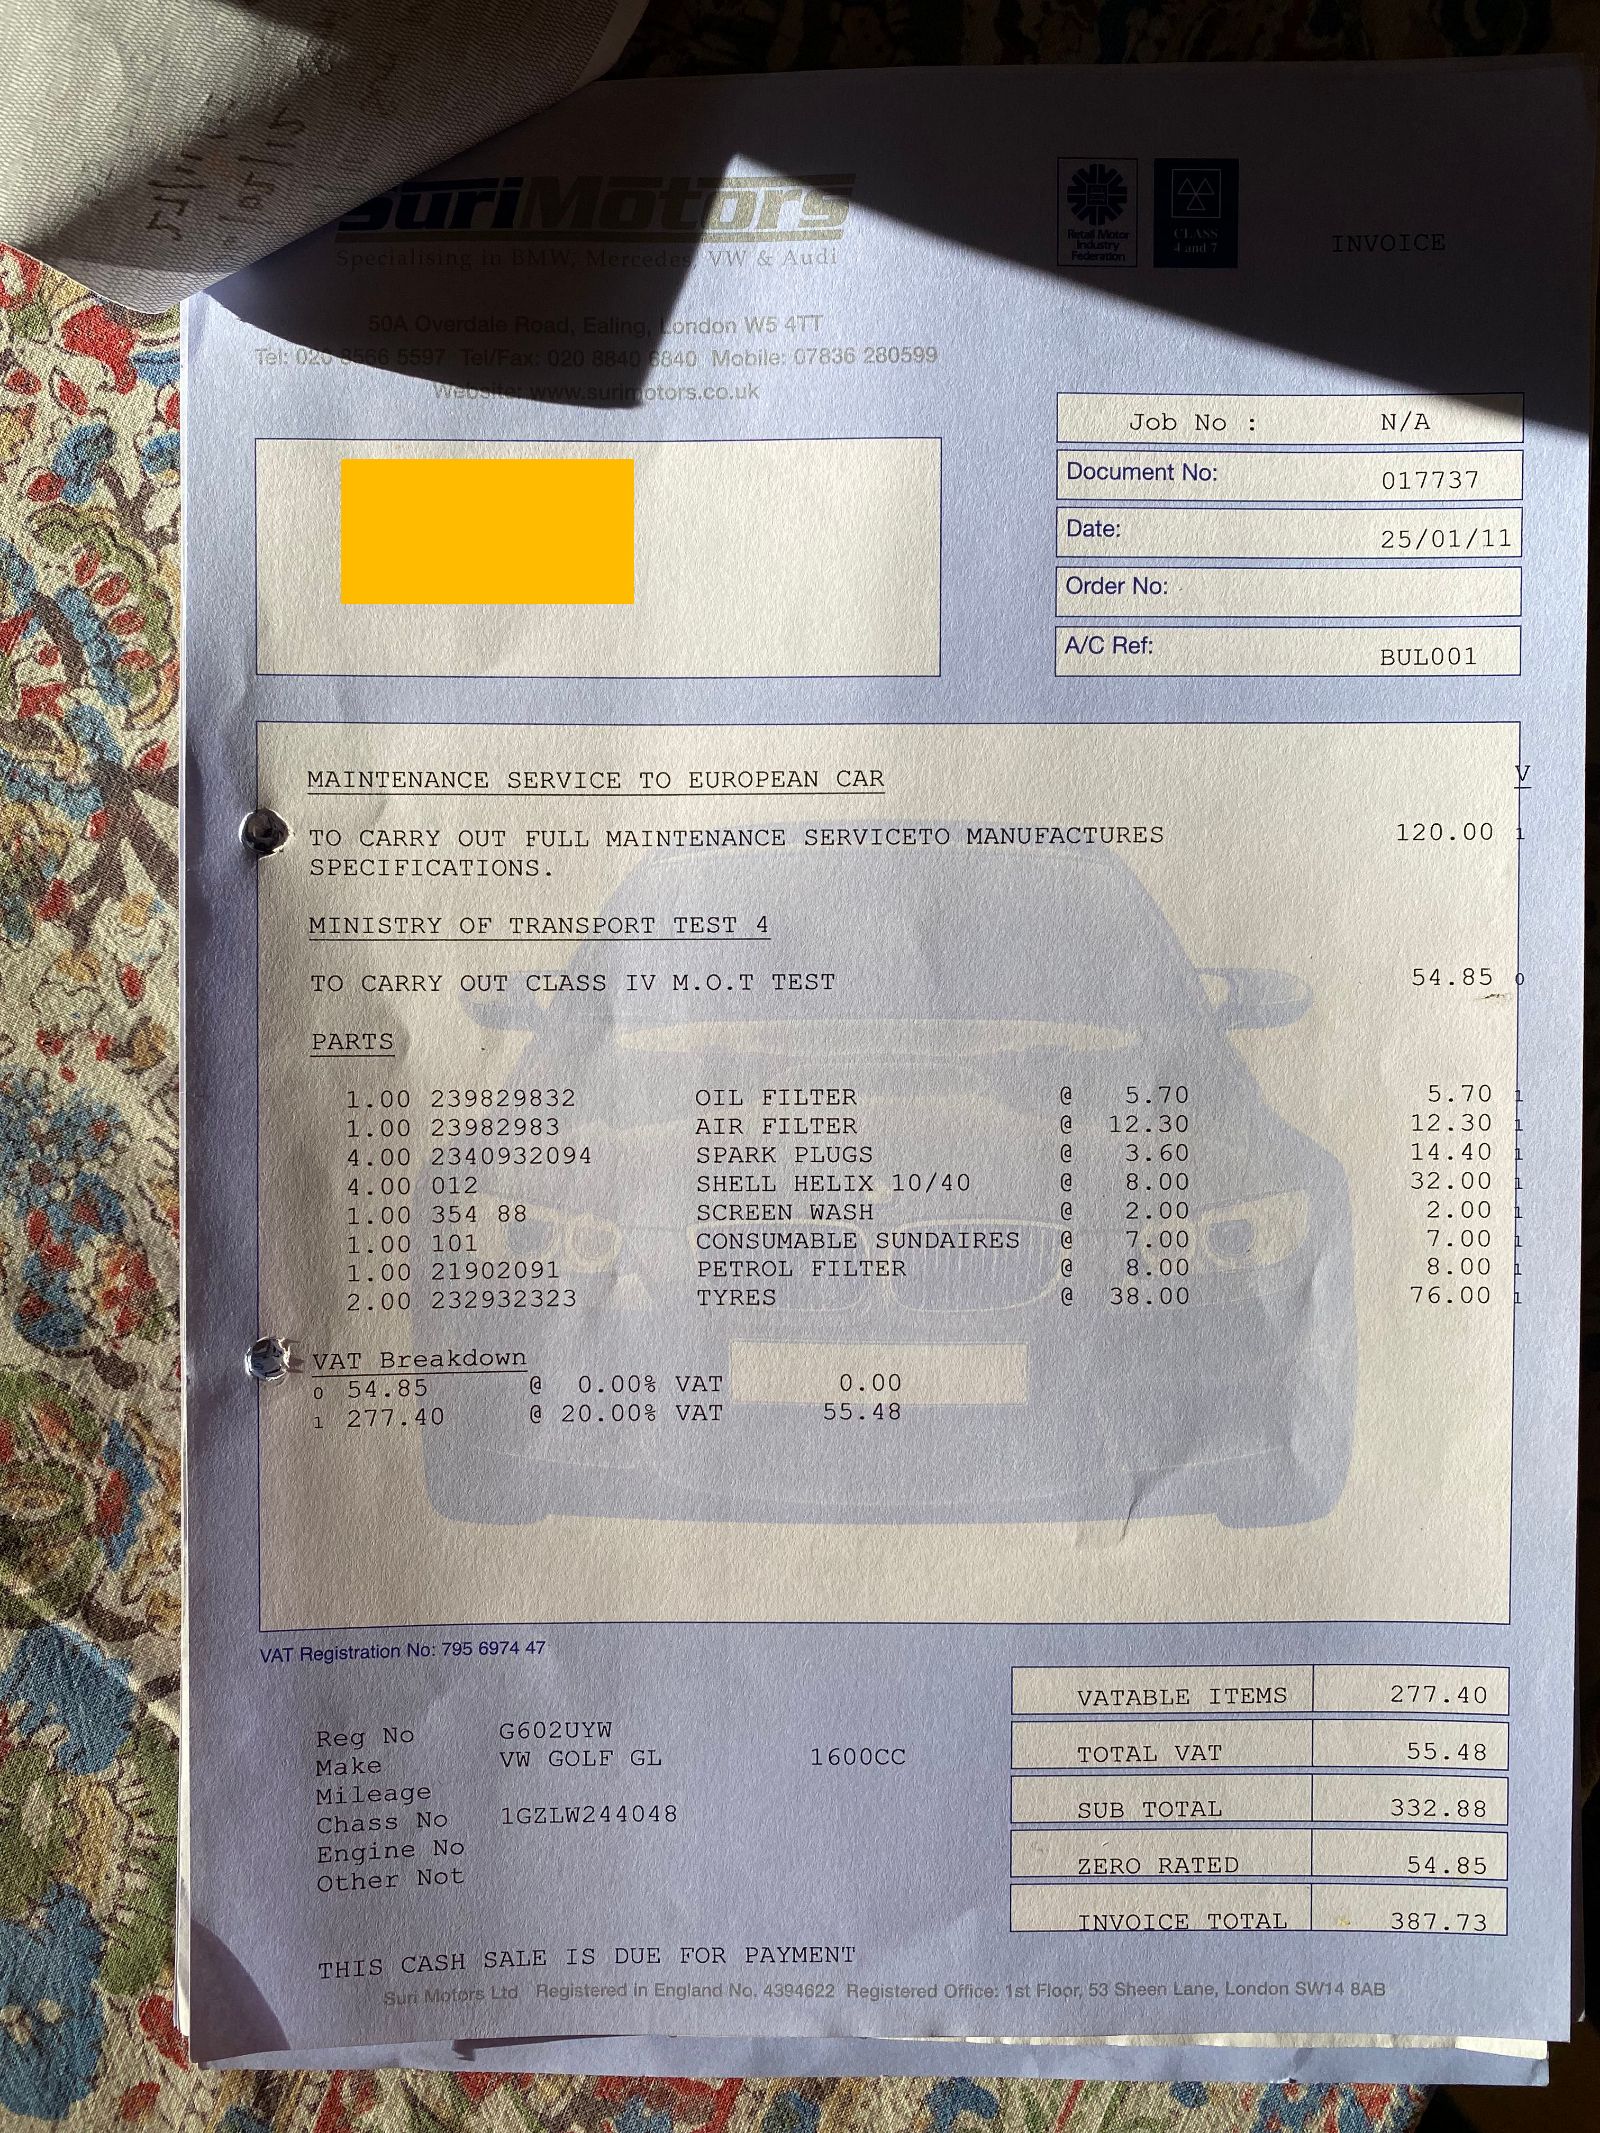 SuriMotors
Specialising in BMW, Mercedes, VW & Audi
50A Overdale Road, Ealing, London W5 4TT
Tel: 020 8566 5597 Tel/Fax: 020 8840 6840 Mobile: 07836 280599
Website: www.surimotors.co.uk
Retail Motor
Industry
Federation
CLASS
4 and 7
INVOICE
Job No : N/A
Document No: 017737
Date: 25/01/11
Order No:
A/C Ref: BUL001
V
MAINTENANCE SERVICE TO EUROPEAN CAR
TO CARRY OUT FULL MAINTENANCE SERVICETO MANUFACTURES 120.00 1
SPECIFICATIONS.
MINISTRY OF TRANSPORT TEST 4
TO CARRY OUT CLASS IV M.O.T TEST 54.85 0
PARTS
1.00 239829832 OIL FILTER @ 5.70 5.70 1
1.00 23982983 AIR FILTER @ 12.30 12.30 1
4.00 2340932094 SPARK PLUGS @ 3.60 14.40 1
4.00 012 SHELL HELIX 10/40 @ 8.00 32.00 1
1.00 354 88 SCREEN WASH @ 2.00 2.00 1
1.00 101 CONSUMABLE SUNDAIRES @ 7.00 7.00 1
1.00 21902091 PETROL FILTER @ 8.00 8.00 1
2.00 232932323 TYRES @ 38.00 76.00 1
VAT Breakdown
0 54.85 @ 0.00% VAT 0.00
1 277.40 @ 20.00% VAT 55.48
VAT Registration No: 795 6974 47
Reg No G602UYW
Make VW GOLF GL 1600CC
Mileage
Chass No 1GZLW244048
Engine No
Other Not
VATABLE ITEMS 277.40
TOTAL VAT 55.48
SUB TOTAL 332.88
ZERO RATED 54.85
INVOICE TOTAL 387.73
THIS CASH SALE IS DUE FOR PAYMENT
Suri Motors Ltd Registered in England No. 4394622 Registered Office: 1st Floor, 53 Sheen Lane, London SW14 8AB